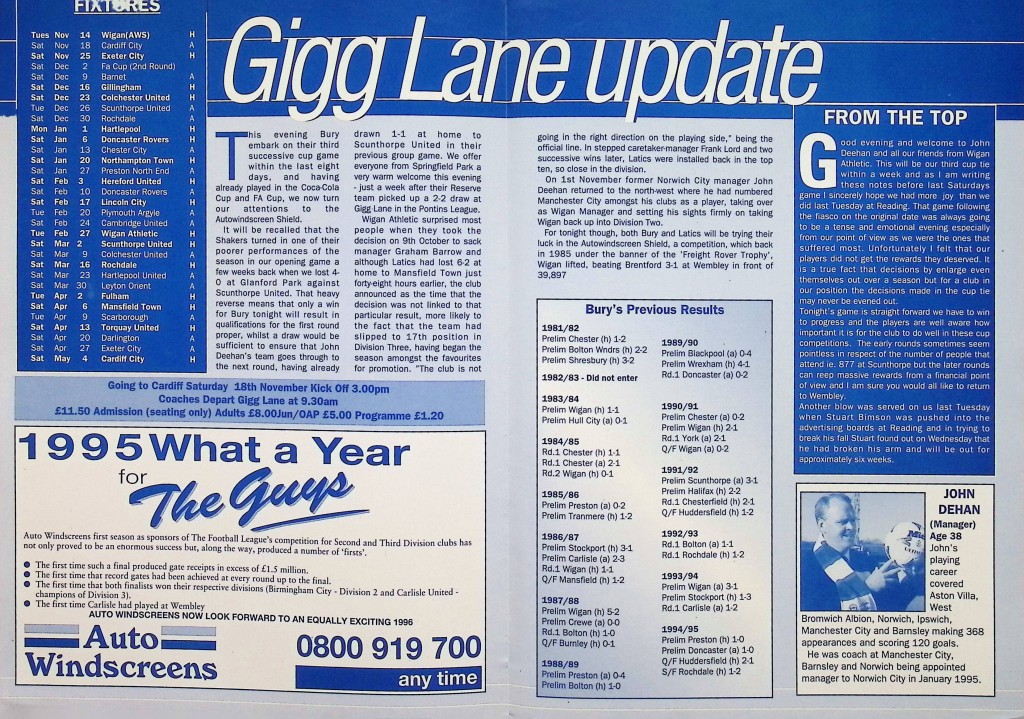 FIXTURES
Tues Nov 14 Wigan(AWS) H
Sat Nov 18 Cardiff City A
Sat Nov 25 Exeter City H
Sat Dec 2 Fa Cup (2nd Round)
Sat Dec 9 Barnet A
Sat Dec 16 Gillingham H
Sat Dec 23 Colchester United H
Tue Dec 26 Scunthorpe United A
Sat Dec 30 Rochdale A
Mon Jan 1 Hartlepool H
Sat Jan 6 Doncaster Rovers H
Sat Jan 13 Chester City A
Sat Jan 20 Northampton Town H
Sat Jan 27 Preston North End A
Sat Feb 3 Hereford United H
Sat Feb 10 Doncaster Rovers A
Sat Feb 17 Lincoln City H
Tue Feb 20 Plymouth Argyle A
Sat Feb 24 Cambridge United A
Tue Feb 27 Wigan Athletic H
Sat Mar 2 Scunthorpe United H
Sat Mar 9 Colchester United A
Sat Mar 16 Rochdale H
Sat Mar 23 Hartlepool United A
Sat Mar 30 Leyton Orient A
Tue Apr 2 Fulham H
Sat Apr 6 Mansfield Town H
Tue Apr 9 Scarborough A
Sat Apr 13 Torquay United H
Sat Apr 20 Darlington A
Sat Apr 27 Exeter City A
Sat May 4 Cardiff City H
Gigg Lane update
This evening Bury
embark on their third
successive cup game
within the last eight
days, and having
already played in the Coca-Cola
Cup and FA Cup, we now turn
our attentions to the
Autowindscreen Shield.
It will be recalled that the
Shakers turned in one of their
poorer performances of the
season in our opening game a
few weeks back when we lost 4-
0 at Glanford Park against
Scunthorpe United. That heavy
reverse means that only a win
for Bury tonight will result in
qualifications for the first round
proper, whilst a draw would be
sufficient to ensure that John
Deehan's team goes through to
the next round, having already
drawn 1-1 at home to
Scunthorpe United in their
previous group game. We offer
everyone from Springfield Park a
very warm welcome this evening
- just a week after their Reserve
team picked up a 2-2 draw at
Gigg Lane in the Pontins League.
Wigan Athletic surprised most
people when they took the
decision on 9th October to sack
manager Graham Barrow and
although Latics had lost 6-2 at
home to Mansfield Town just
forty-eight hours earlier, the club
announced as the time that the
decision was not linked to that
particular result, more likely to
the fact that the team had
slipped to 17th position in
Division Three, having began the
season amongst the favourites
for promotion. "The club is not
going in the right direction on the playing side," being the
official line. In stepped caretaker-manager Frank Lord and two
successive wins later, Latics were installed back in the top
ten, so close in the division.
On 1st November former Norwich City manager John
Deehan returned to the north-west where he had numbered
Manchester City amongst his clubs as a player, taking over
as Wigan Manager and setting his sights firmly on taking
Wigan back up into Division Two.
For tonight though, both Bury and Latics will be trying their
luck in the Autowindscreen Shield, a competition, which back
in 1985 under the banner of the 'Freight Rover Trophy',
Wigan lifted, beating Brentford 3-1 at Wembley in front of
39,897
Going to Cardiff Saturday 18th November Kick Off 3.00pm
Coaches Depart Gigg Lane at 9.30am
£11.50 Admission (seating only) Adults £8.00Jun/OAP £5.00 Programme £1.20
1995 What a Year
for
The Guys
Auto Windscreens first season as sponsors of The Football League's competition for Second and Third Division clubs has
not only proved to be an enormous success but, along the way, produced a number of 'firsts'.
● The first time such a final produced gate receipts in excess of £1.5 million.
● The first time that record gates had been achieved at every round up to the final.
● The first time that both finalists won their respective divisions (Birmingham City - Division 2 and Carlisle United -
champions of Division 3).
● The first time Carlisle had played at Wembley
AUTO WINDSCREENS NOW LOOK FORWARD TO AN EQUALLY EXCITING 1996
Auto
Windscreens
0800 919 700
any time
Bury's Previous Results
1981/82
Prelim Chester (h) 1-2
Prelim Bolton Wndrs (h) 2-2
Prelim Shresbury (h) 3-2
1982/83 - Did not enter
1983/84
Prelim Wigan (h) 1-1
Prelim Hull City (a) 0-1
1984/85
Rd.1 Chester (h) 1-1
Rd.1 Chester (a) 2-1
Rd.2 Wigan (h) 0-1
1985/86
Prelim Preston (a) 0-2
Prelim Tranmere (h) 1-2
1986/87
Prelim Stockport (h) 3-1
Prelim Carlisle (a) 2-3
Rd.1 Wigan (h) 1-1
Q/F Mansfield (h) 1-2
1987/88
Prelim Wigan (h) 5-2
Prelim Crewe (a) 0-0
Rd.1 Bolton (h) 1-0
Q/F Burnley (h) 0-1
1988/89
Prelim Preston (a) 0-4
Prelim Bolton (h) 1-0
1989/90
Prelim Blackpool (a) 0-4
Prelim Wrexham (h) 4-1
Rd.1 Doncaster (a) 0-2
1990/91
Prelim Chester (a) 0-2
Prelim Wigan (h) 2-1
Rd.1 York (a) 2-1
Q/F Wigan (a) 0-2
1991/92
Prelim Scunthorpe (a) 3-1
Prelim Halifax (h) 2-2
Rd.1 Chesterfield (h) 2-1
Q/F Huddersfield (h) 1-2
1992/93
Rd.1 Bolton (a) 1-1
Rd.1 Rochdale (h) 1-2
1993/94
Prelim Wigan (a) 3-1
Prelim Stockport (h) 1-3
Rd.1 Carlisle (a) 1-2
1994/95
Prelim Preston (h) 1-0
Prelim Doncaster (a) 1-0
Q/F Huddersfield (h) 2-1
S/F Rochdale (h) 1-2
FROM THE TOP
Good evening and welcome to John
Deehan and all our friends from Wigan
Athletic. This will be our third cup tie
within a week and as I am writing
these notes before last Saturdays
game I sincerely hope we had more joy than we
did last Tuesday at Reading. That game following
the fiasco on the original date was always going
to be a tense and emotional evening especially
from our point of view as we were the ones that
suffered most. Unfortunately I felt that our
players did not get the rewards they deserved. It
is a true fact that decisions by enlarge even
themselves out over a season but for a club in
our position the decisions made in the cup tie
may never be evened out.
Tonight's game is straight forward we have to win
to progress and the players are well aware how
important it is for the club to do well in these cup
competitions. The early rounds sometimes seem
pointless in respect of the number of people that
attend ie. 877 at Scunthorpe but the later rounds
can reep massive rewards from a financial point
of view and I am sure you would all like to return
to Wembley.
Another blow was served on us last Tuesday
when Stuart Bimson was pushed into the
advertising boards at Reading and in trying to
break his fall Stuart found out on Wednesday that
he had broken his arm and will be out for
approximately six weeks.
JOHN
DEHAN
(Manager)
Age 38
John's
playing
career
covered
Aston Villa,
West
Bromwich Albion, Norwich, Ipswich,
Manchester City and Barnsley making 368
appearances and scoring 120 goals.
He was coach at Manchester City,
Barnsley and Norwich being appointed
manager to Norwich City in January 1995.